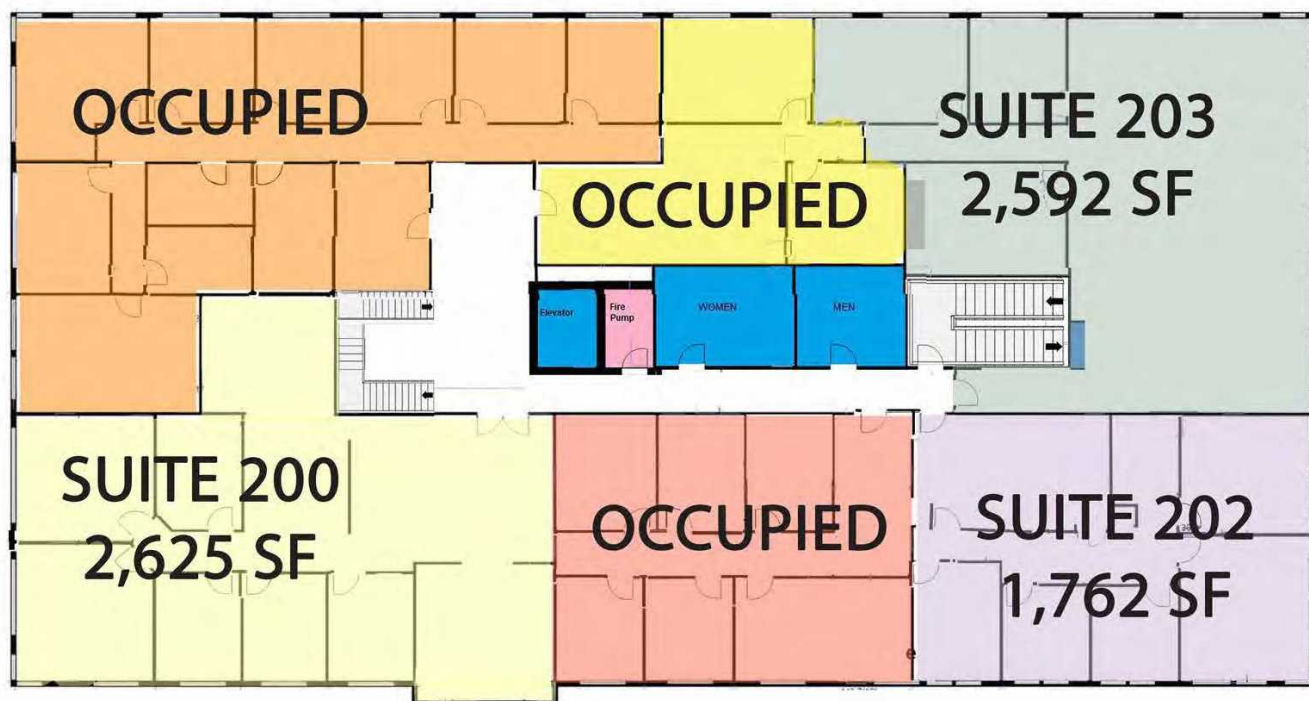 OCCUPIED
SUITE 203
2,592 SF
OCCUPIED
Elevator
Fire
Pump
WOMEN
MEN
SUITE 200
2,625 SF
OCCUPIED
SUITE 202
1,762 SF
e